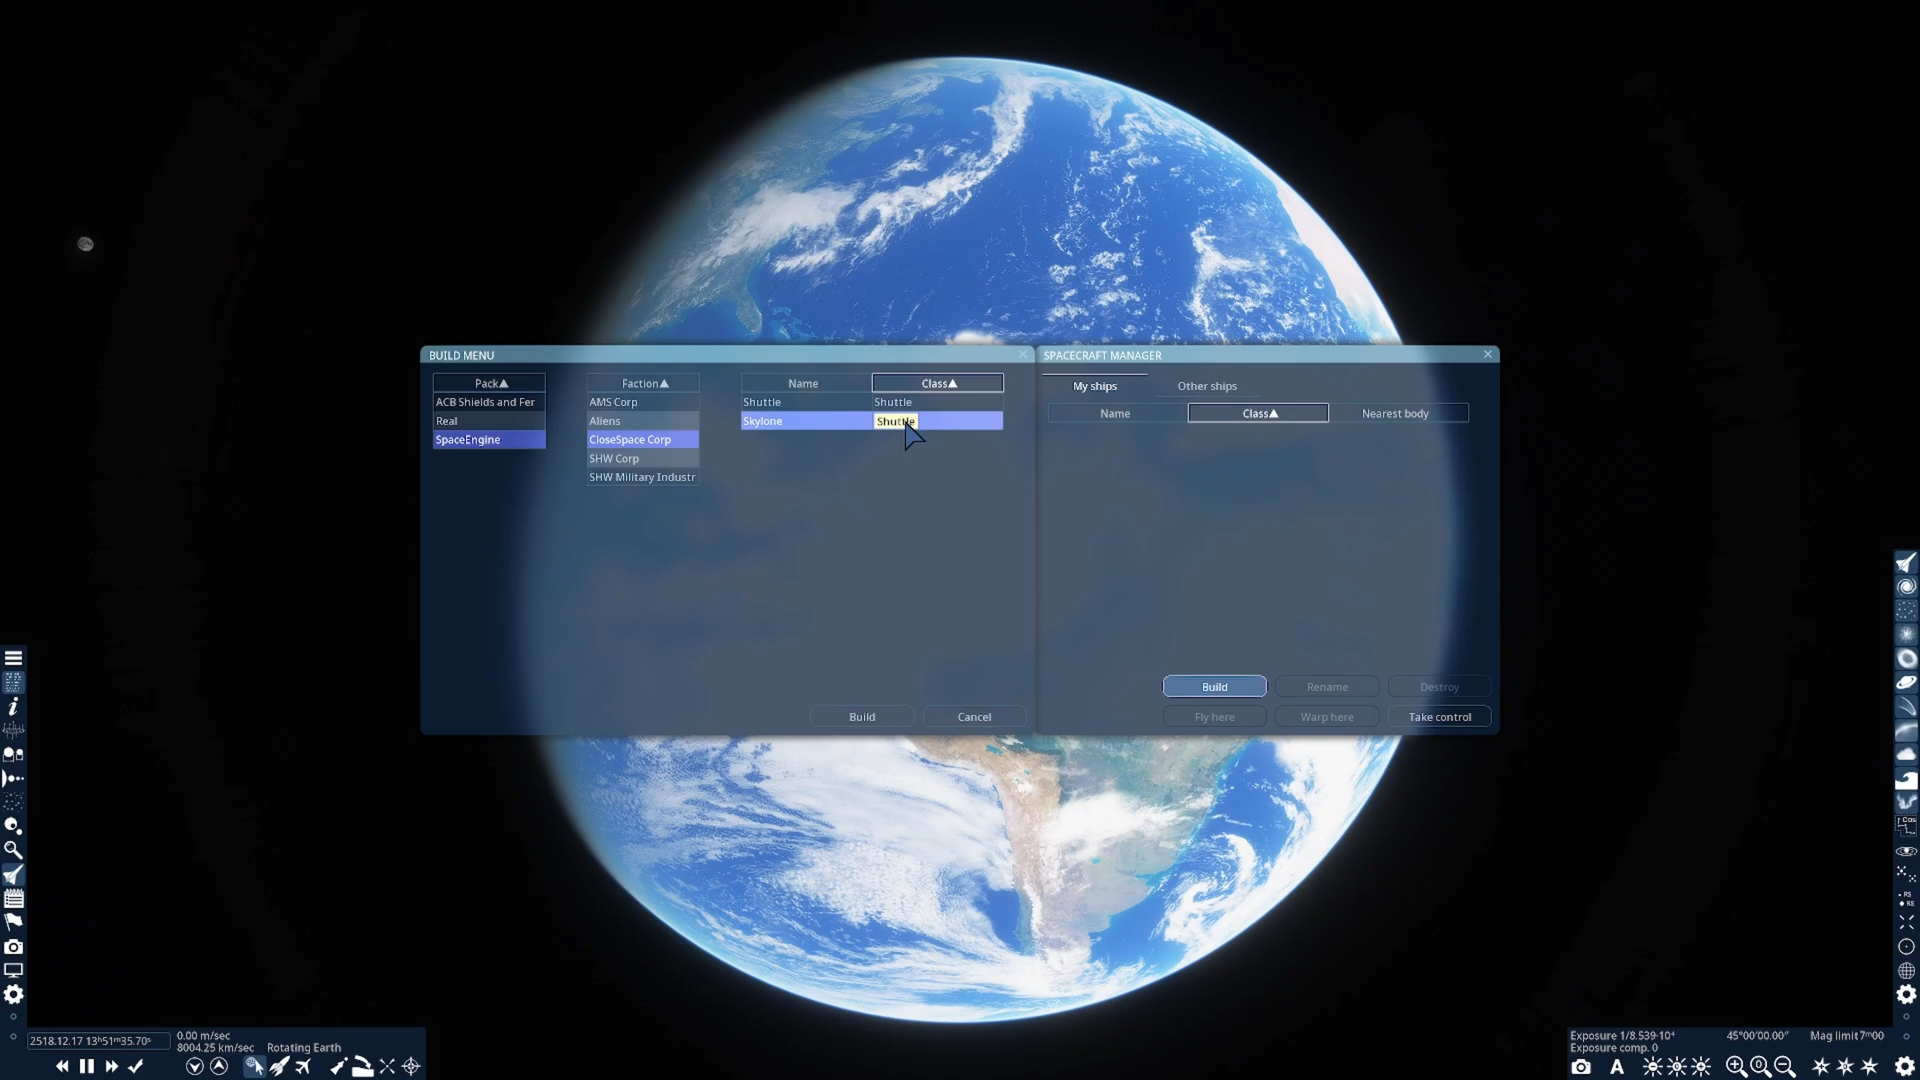 BUILD MENU
Pack▲
ACB Shields and Fer
Real
SpaceEngine
Faction▲
AMS Corp
Aliens
CloseSpace Corp
SHW Corp
SHW Military Industr
Name Class▲
Shuttle Shuttle
Skylone Shuttle
Build Cancel
SPACECRAFT MANAGER
My ships Other ships
Name Class▲ Nearest body
Build Rename Destroy
Fly here Warp here Take control
2518.12.17 13ʰ51ᵐ35.70ˢ
0.00 m/sec
8004.25 km/sec Rotating Earth
Exposure 1/8.539·10⁴ 45°00'00.00" Mag limit 7ᵐ00
Exposure comp. 0
A